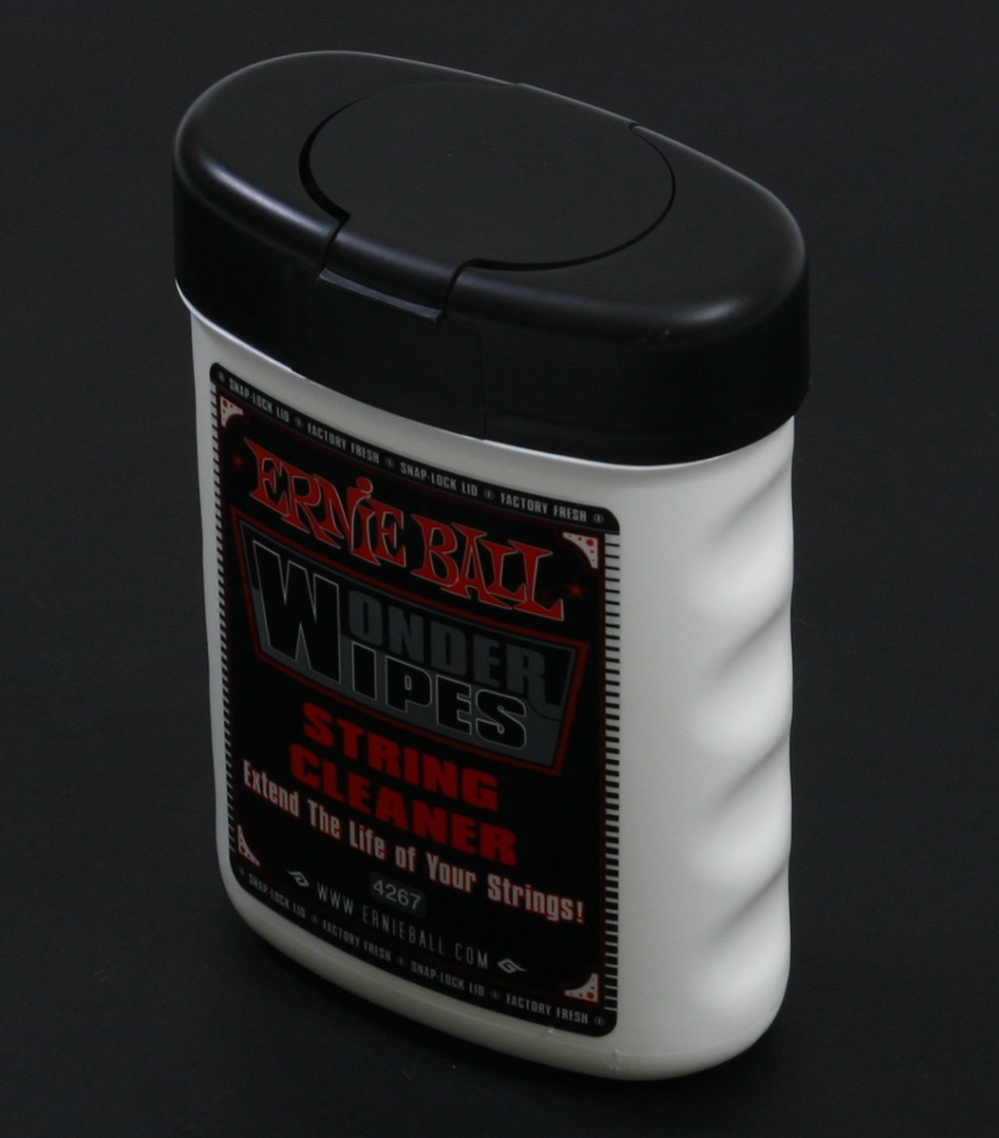 SNAP-LOCK LID FACTORY FRESH SNAP-LOCK LID FACTORY FRESH
ERNIE BALL
WONDER
WIPES
STRING
CLEANER
Extend The Life of Your Strings!
4267
WWW.ERNIEBALL.COM
SNAP-LOCK LID FACTORY FRESH SNAP-LOCK LID FACTORY FRESH